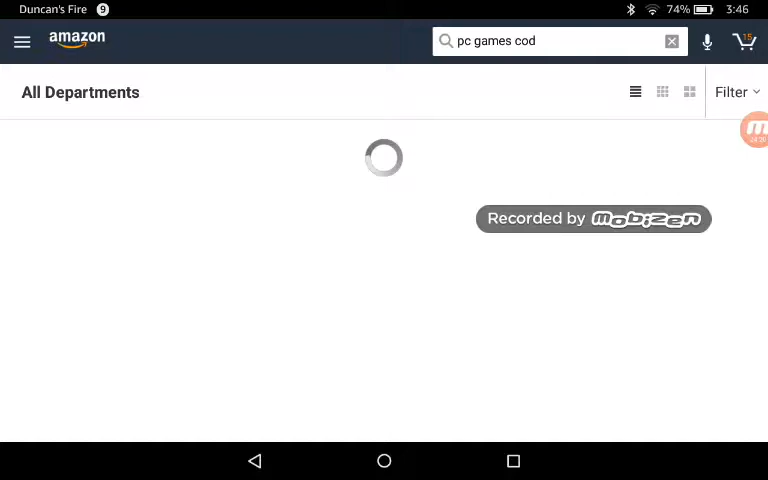 Duncan's Fire 9 74% 3:46
amazon pc games cod 15
All Departments Filter
Recorded by mobizen